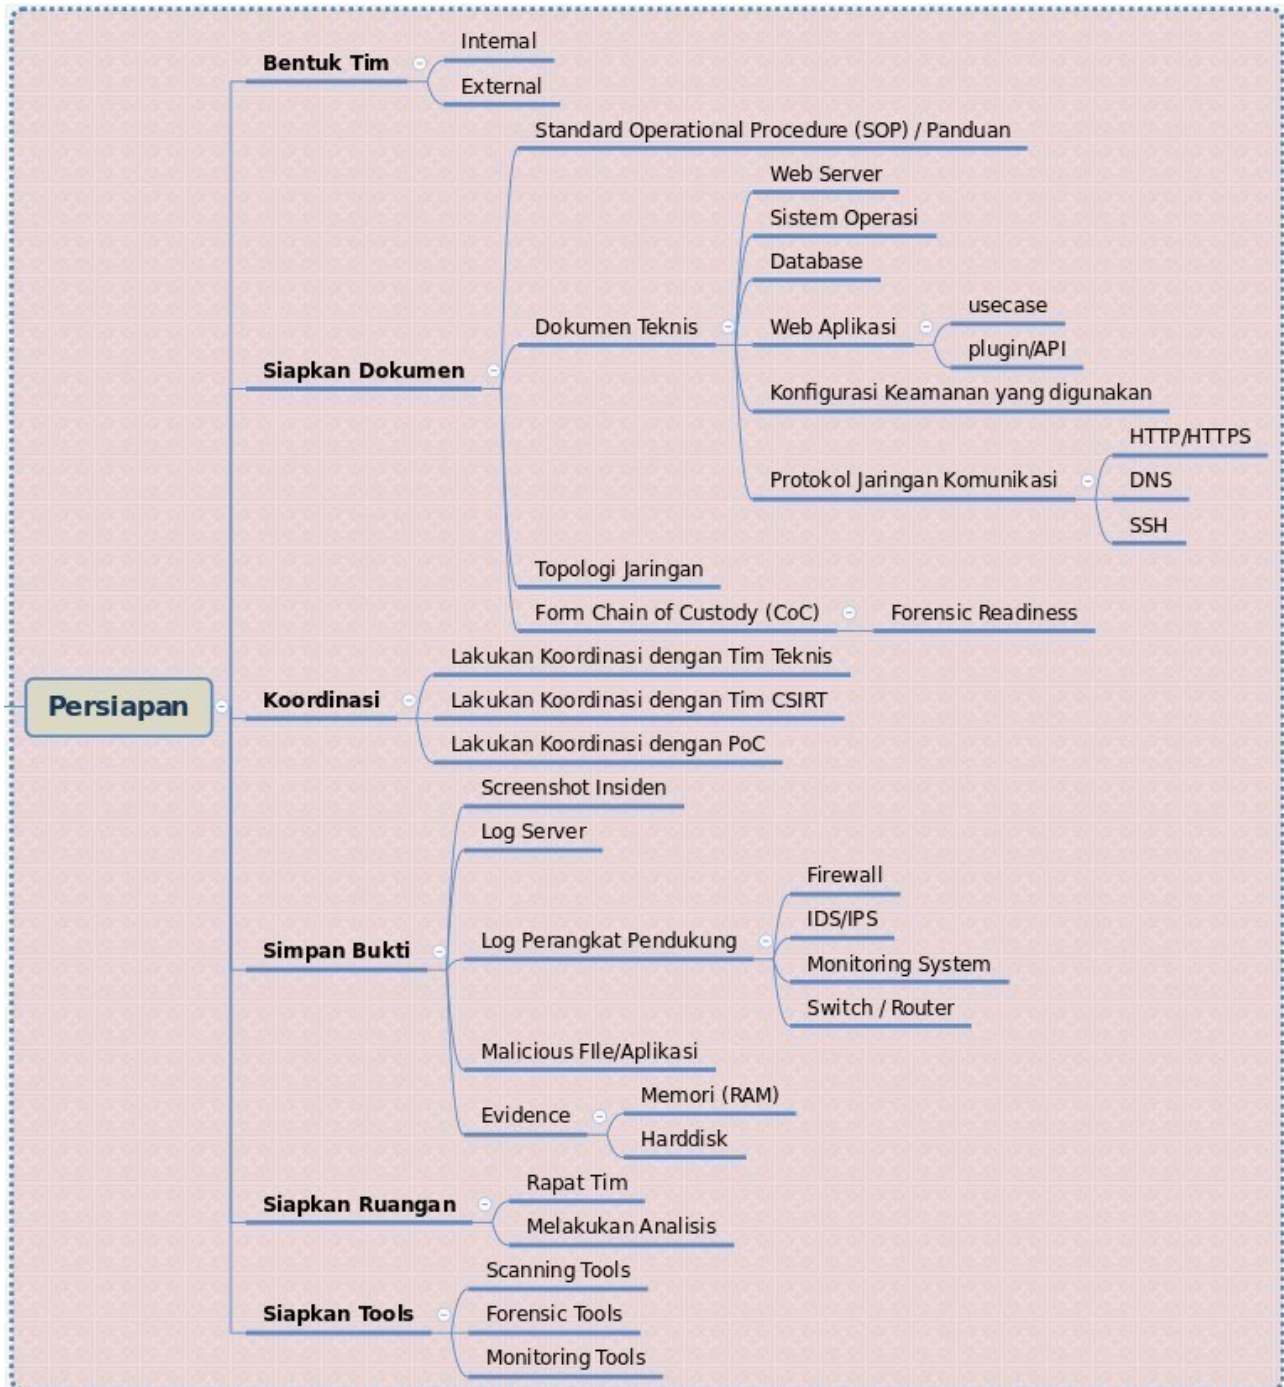 Bentuk Tim
Internal
External
Standard Operational Procedure (SOP) / Panduan
Web Server
Sistem Operasi
Database
usecase
Dokumen Teknis
Web Aplikasi
plugin/API
Siapkan Dokumen
Konfigurasi Keamanan yang digunakan
HTTP/HTTPS
Protokol Jaringan Komunikasi
DNS
SSH
Topologi Jaringan
Form Chain of Custody (CoC)
Forensic Readiness
Lakukan Koordinasi dengan Tim Teknis
Persiapan
Koordinasi
Lakukan Koordinasi dengan Tim CSIRT
Lakukan Koordinasi dengan PoC
Screenshot Insiden
Log Server
Firewall
IDS/IPS
Simpan Bukti
Log Perangkat Pendukung
Monitoring System
Switch / Router
Malicious FIle/Aplikasi
Memori (RAM)
Evidence
Harddisk
Siapkan Ruangan
Rapat Tim
Melakukan Analisis
Scanning Tools
Siapkan Tools
Forensic Tools
Monitoring Tools